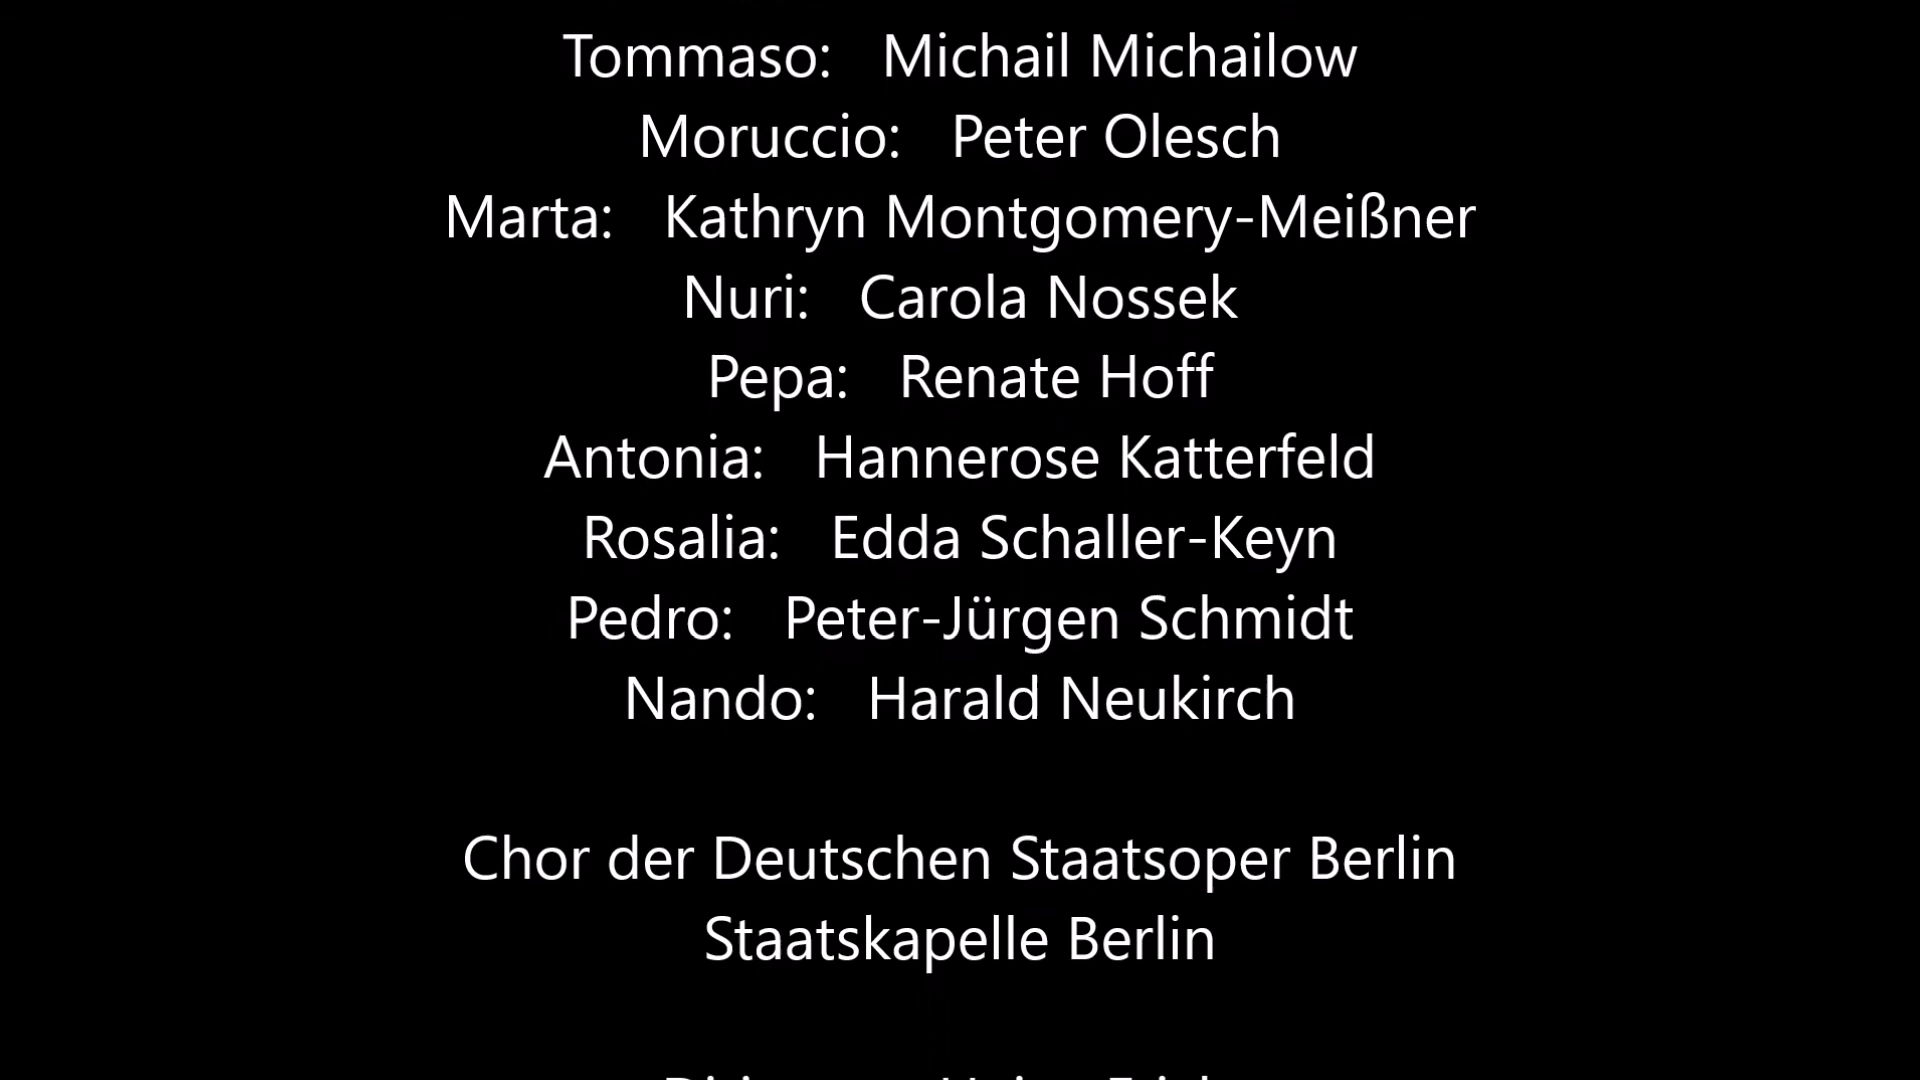 Tommaso: Michail Michailow
Moruccio: Peter Olesch
Marta: Kathryn Montgomery-Meißner
Nuri: Carola Nossek
Pepa: Renate Hoff
Antonia: Hannerose Katterfeld
Rosalia: Edda Schaller-Keyn
Pedro: Peter-Jürgen Schmidt
Nando: Harald Neukirch
Chor der Deutschen Staatsoper Berlin
Staatskapelle Berlin